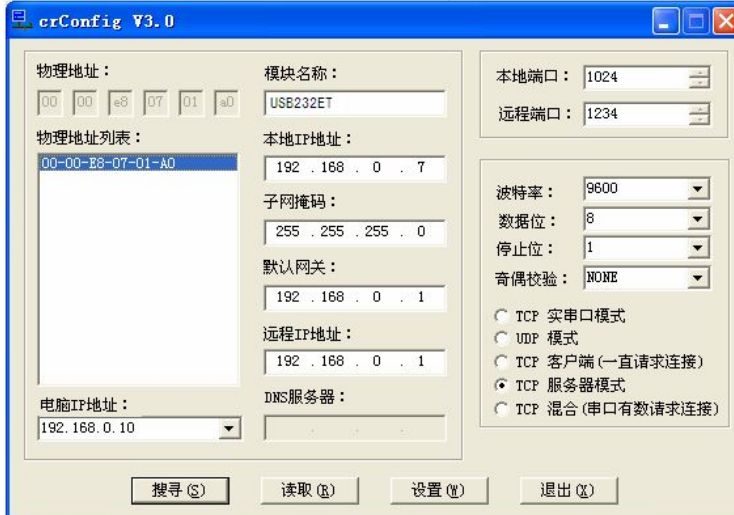 crConfig V3.0
物理地址：
00 00 e8 07 01 a0
物理地址列表：
00-00-E8-07-01-A0
电脑IP地址：
192.168.0.10
模块名称：
USB232ET
本地IP地址：
192 . 168 . 0 . 7
子网掩码：
255 . 255 . 255 . 0
默认网关：
192 . 168 . 0 . 1
远程IP地址：
192 . 168 . 0 . 1
DNS服务器：
. . .
本地端口： 1024
远程端口： 1234
波特率： 9600
数据位： 8
停止位： 1
奇偶校验： NONE
TCP 实串口模式
UDP 模式
TCP 客户端(一直请求连接)
TCP 服务器模式
TCP 混合(串口有数请求连接)
搜寻(S) 读取(R) 设置(W) 退出(X)